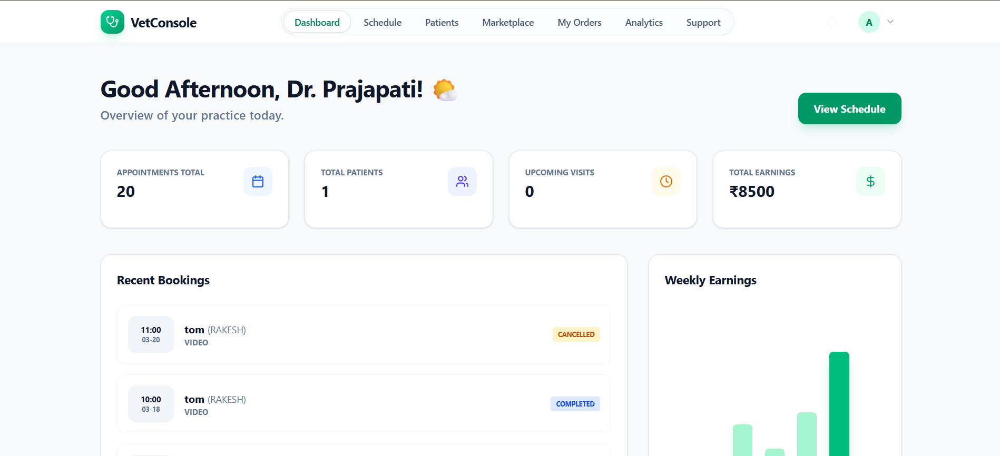 VetConsole
Dashboard Schedule Patients Marketplace My Orders Analytics Support
A
Good Afternoon, Dr. Prajapati!
Overview of your practice today.
View Schedule
APPOINTMENTS TOTAL
20
TOTAL PATIENTS
1
UPCOMING VISITS
0
TOTAL EARNINGS
₹8500
Recent Bookings
11:00
03-20
tom (RAKESH)
VIDEO
CANCELLED
10:00
03-18
tom (RAKESH)
VIDEO
COMPLETED
Weekly Earnings